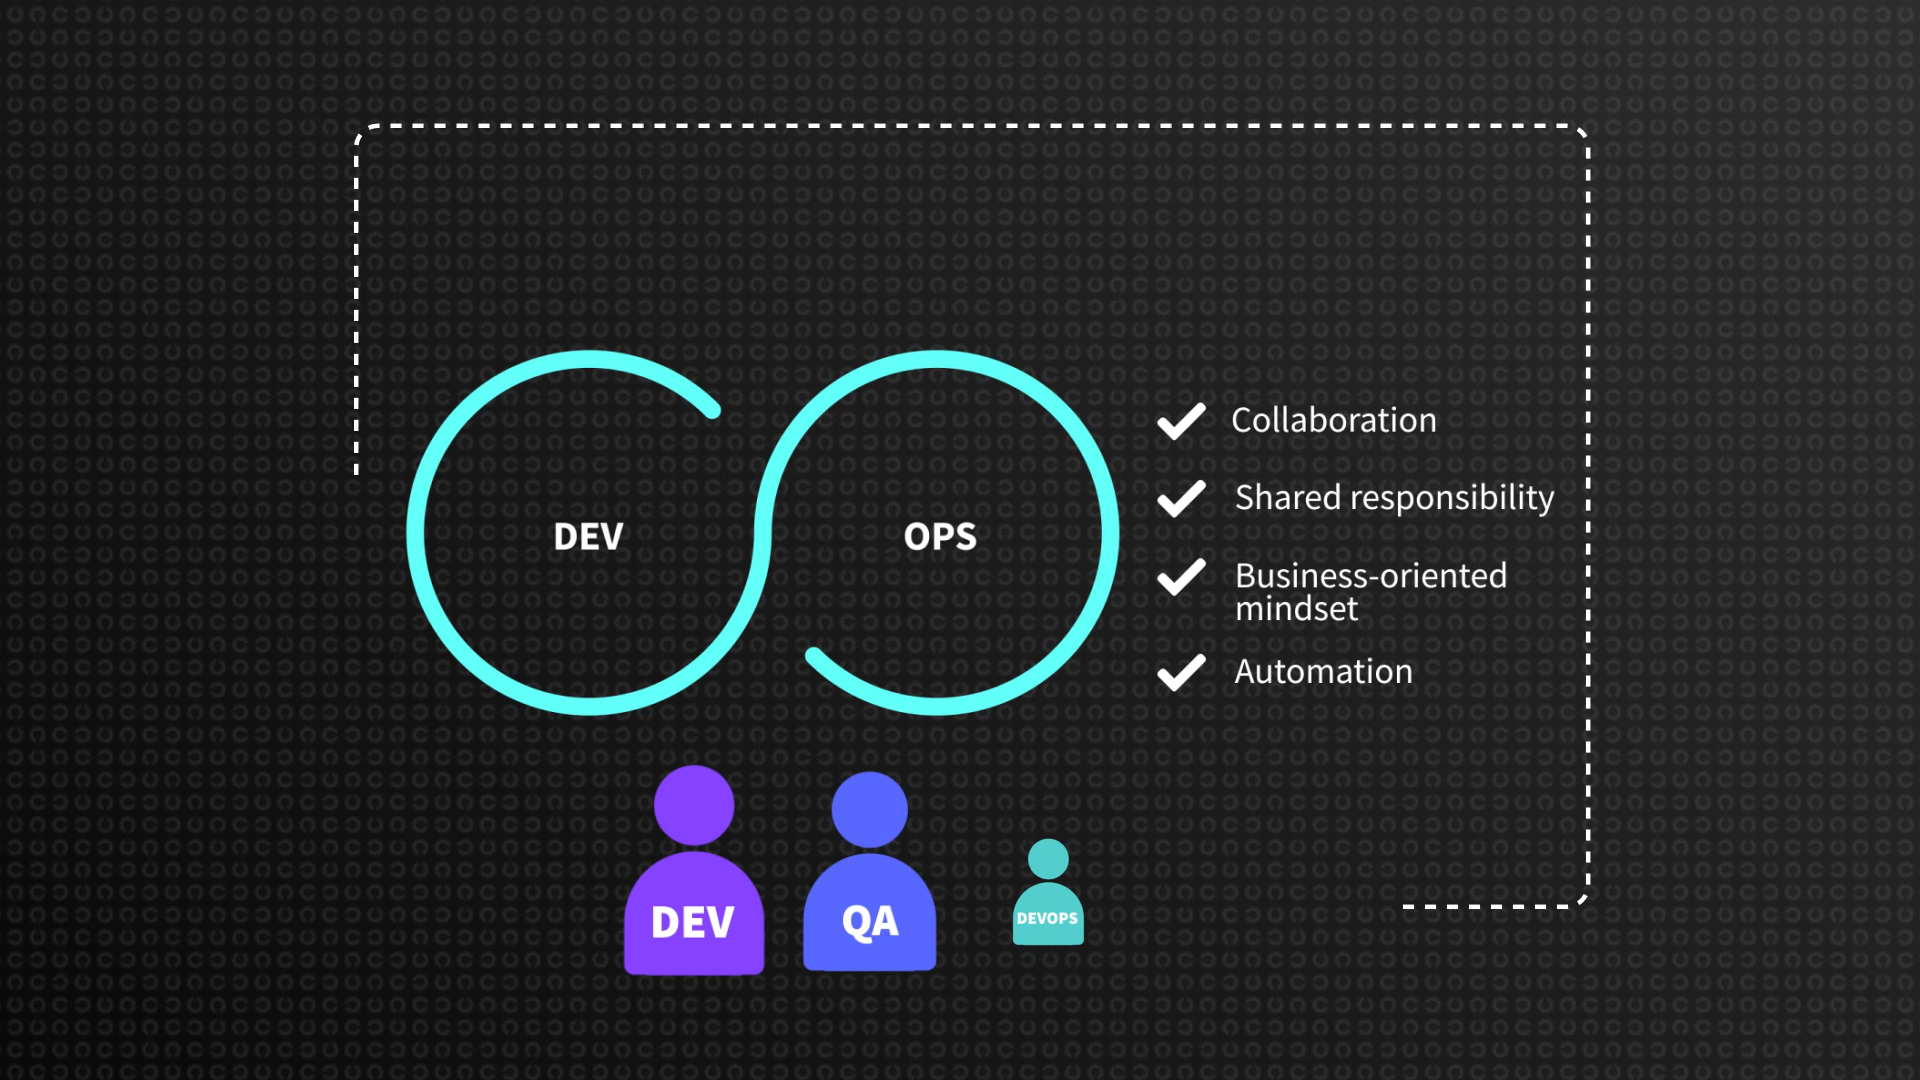 DEV
OPS
Collaboration
Shared responsibility
Business-oriented
mindset
Automation
DEV
QA
DEVOPS